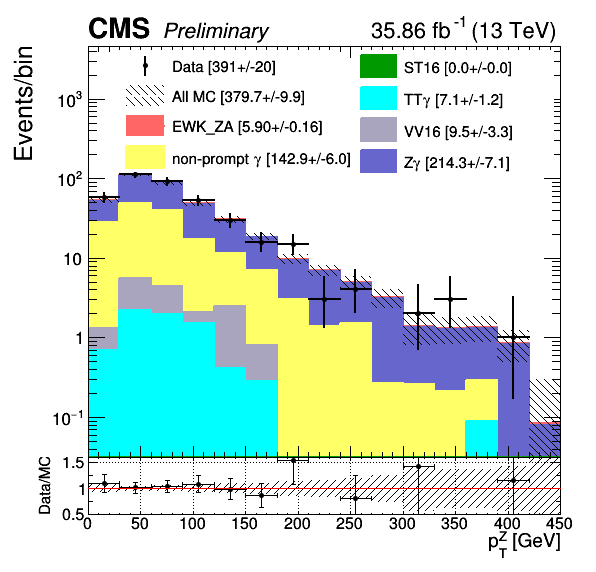 CMS Preliminary 35.86 fb⁻¹ (13 TeV)
Events/bin
Data [391+/-20]
All MC [379.7+/-9.9]
EWK_ZA [5.90+/-0.16]
non-prompt γ [142.9+/-6.0]
ST16 [0.0+/-0.0]
TTγ [7.1+/-1.2]
VV16 [9.5+/-3.3]
Zγ [214.3+/-7.1]
10³
10²
10
1
10⁻¹
Data/MC
1.5
1
0.5
0 50 100 150 200 250 300 350 400 450
p_T^Z [GeV]